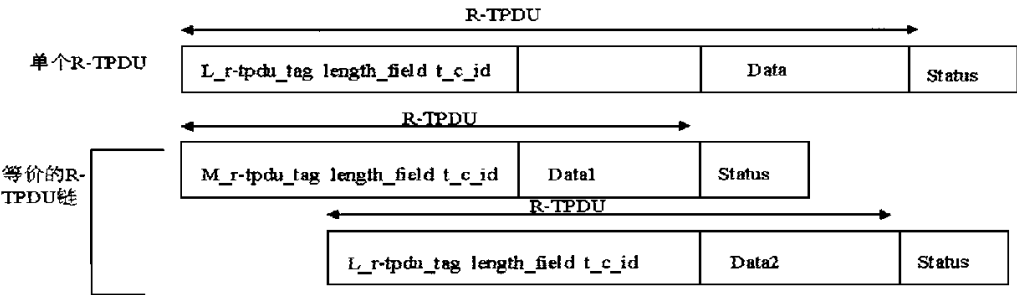 R-TPDU
单个R-TPDU
L_r-tpdu_tag length_field t_c_id Data Status
R-TPDU
等价的R-
TPDU链
M_r-tpdu_tag length_field t_c_id Data1 Status
R-TPDU
L_r-tpdu_tag length_field t_c_id Data2 Status